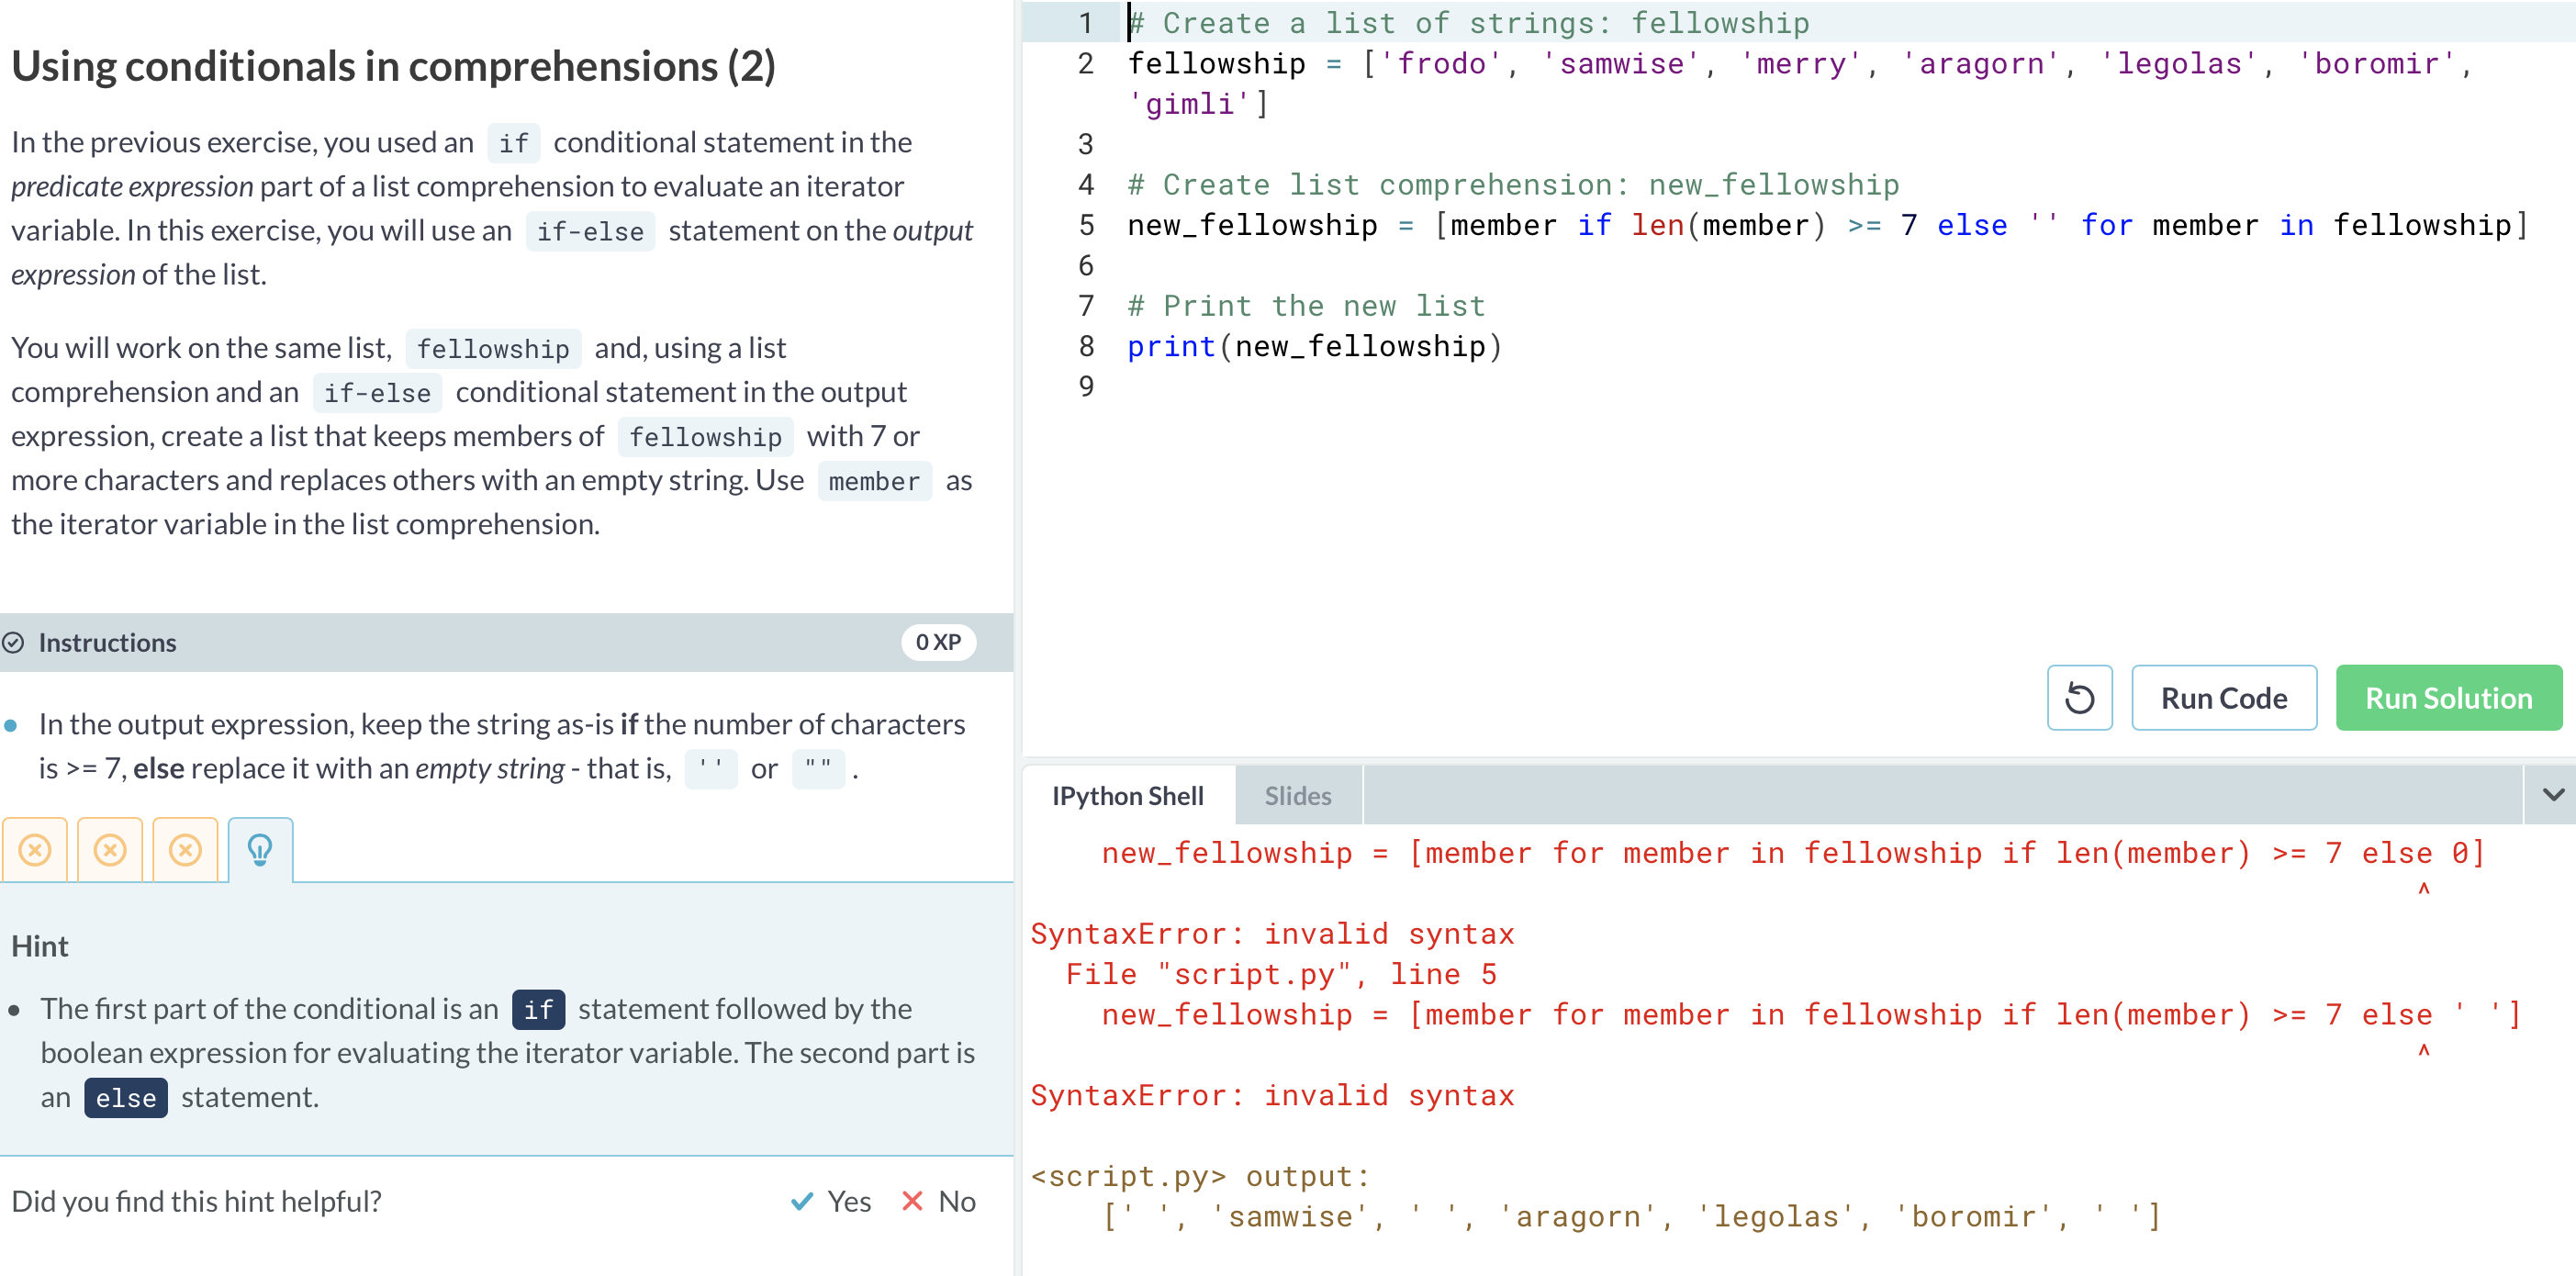 Using conditionals in comprehensions (2)
In the previous exercise, you used an if conditional statement in the
predicate expression part of a list comprehension to evaluate an iterator
variable. In this exercise, you will use an if-else statement on the output
expression of the list.
You will work on the same list, fellowship and, using a list
comprehension and an if-else conditional statement in the output
expression, create a list that keeps members of fellowship with 7 or
more characters and replaces others with an empty string. Use member as
the iterator variable in the list comprehension.
Instructions 0 XP
In the output expression, keep the string as-is if the number of characters
is >= 7, else replace it with an empty string - that is, '' or "" .
Hint
The first part of the conditional is an if statement followed by the
boolean expression for evaluating the iterator variable. The second part is
an else statement.
Did you find this hint helpful? Yes No
1 # Create a list of strings: fellowship
2 fellowship = ['frodo', 'samwise', 'merry', 'aragorn', 'legolas', 'boromir',
'gimli']
3
4 # Create list comprehension: new_fellowship
5 new_fellowship = [member if len(member) >= 7 else '' for member in fellowship]
6
7 # Print the new list
8 print(new_fellowship)
9
Run Code Run Solution
IPython Shell Slides
new_fellowship = [member for member in fellowship if len(member) >= 7 else 0]
^
SyntaxError: invalid syntax
File "script.py", line 5
new_fellowship = [member for member in fellowship if len(member) >= 7 else ' ']
^
SyntaxError: invalid syntax
<script.py> output:
[' ', 'samwise', ' ', 'aragorn', 'legolas', 'boromir', ' ']